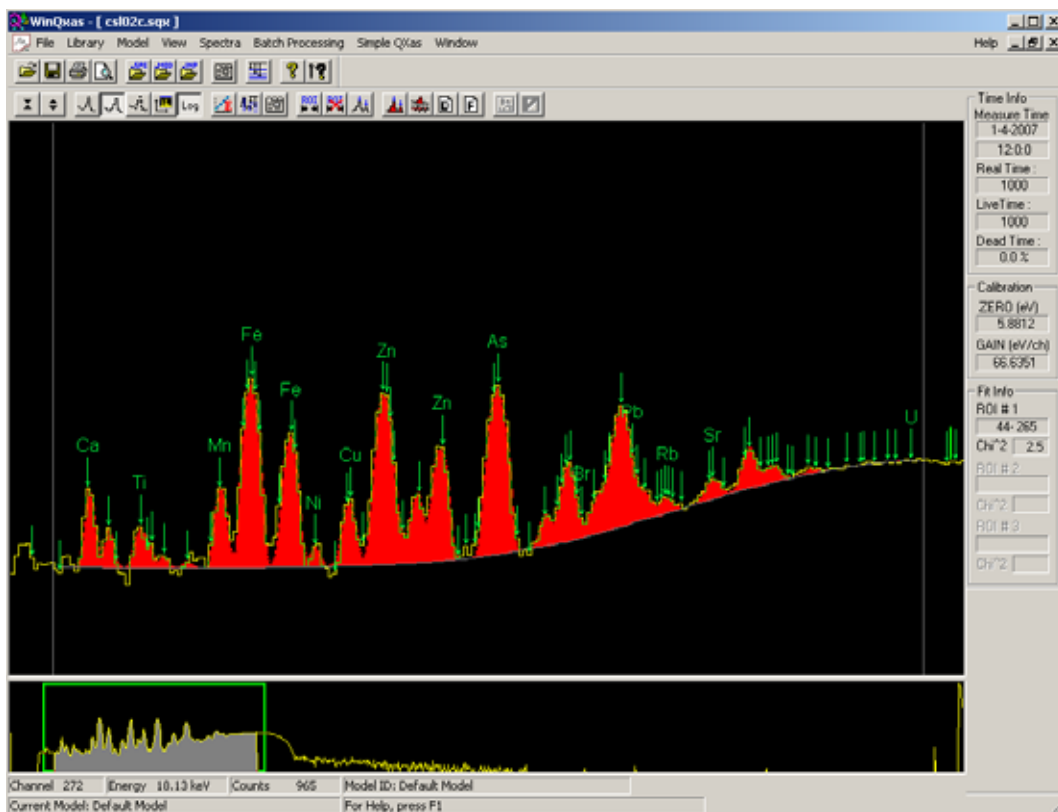 WinQxas - [ csl02c.sqx ]
File Library Model View Spectra Batch Processing Simple QXas Window Help
Log
Time Info
Measure Time
1-4-2007
12:0:0
Real Time :
1000
LiveTime :
1000
Dead Time :
0.0 %
Calibration
ZERO (eV)
5.8812
GAIN (eV/ch)
66.6351
Fit Info
ROI # 1
44- 265
Chi^2 2.5
ROI # 2
Chi^2
ROI # 3
Chi^2
Fe
Zn
As
Fe
Zn
Pb
Ca
Mn
Cu
Sr
U
Ti
Ni
Br
Rb
Channel 272 Energy 18.13 keV Counts 965 Model ID: Default Model
Current Model: Default Model For Help, press F1